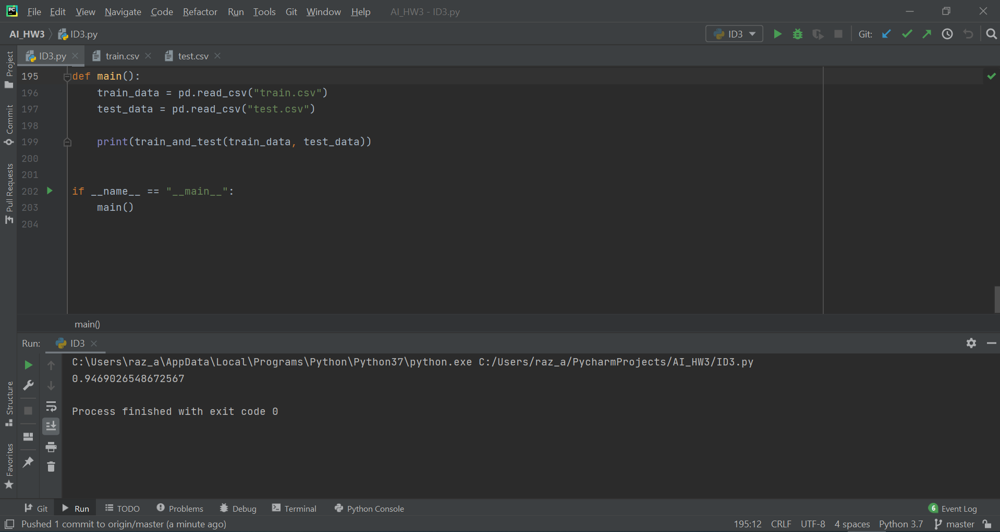 PC File Edit View Navigate Code Refactor Run Tools Git Window Help AI_HW3 - ID3.py
AI_HW3 ID3.py ID3 Git:
ID3.py train.csv test.csv
Project
Commit
Pull Requests
Structure
Favorites
195 def main():
196 train_data = pd.read_csv("train.csv")
197 test_data = pd.read_csv("test.csv")
198
199 print(train_and_test(train_data, test_data))
200
201
202 if __name__ == "__main__":
203 main()
204
main()
Run: ID3
C:\Users\raz_a\AppData\Local\Programs\Python\Python37\python.exe C:/Users/raz_a/PycharmProjects/AI_HW3/ID3.py
0.9469026548672567
Process finished with exit code 0
Git Run TODO Problems Debug Terminal Python Console 6 Event Log
Pushed 1 commit to origin/master (a minute ago) 195:12 CRLF UTF-8 4 spaces Python 3.7 master